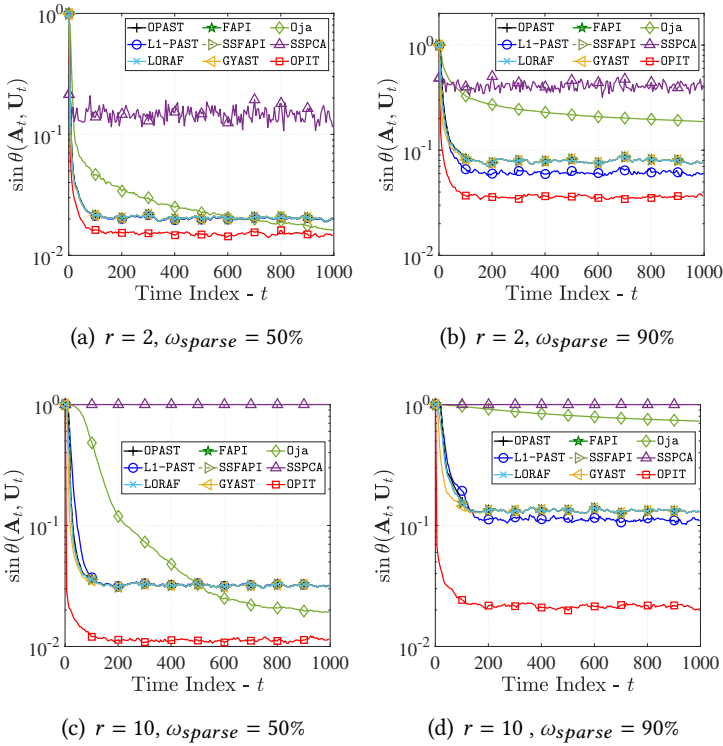 10^0
10^-1
10^-2
sin θ(A_t, U_t)
OPAST FAPI Oja
L1-PAST SSFAPI SSPCA
LORAF GYAST OPIT
0 200 400 600 800 1000
Time Index - t
(a) r = 2, ω_sparse = 50%
10^0
10^-1
10^-2
sin θ(A_t, U_t)
OPAST FAPI Oja
L1-PAST SSFAPI SSPCA
LORAF GYAST OPIT
0 200 400 600 800 1000
Time Index - t
(b) r = 2, ω_sparse = 90%
10^0
10^-1
10^-2
sin θ(A_t, U_t)
OPAST FAPI Oja
L1-PAST SSFAPI SSPCA
LORAF GYAST OPIT
0 200 400 600 800 1000
Time Index - t
(c) r = 10, ω_sparse = 50%
10^0
10^-1
10^-2
sin θ(A_t, U_t)
OPAST FAPI Oja
L1-PAST SSFAPI SSPCA
LORAF GYAST OPIT
0 200 400 600 800 1000
Time Index - t
(d) r = 10 , ω_sparse = 90%